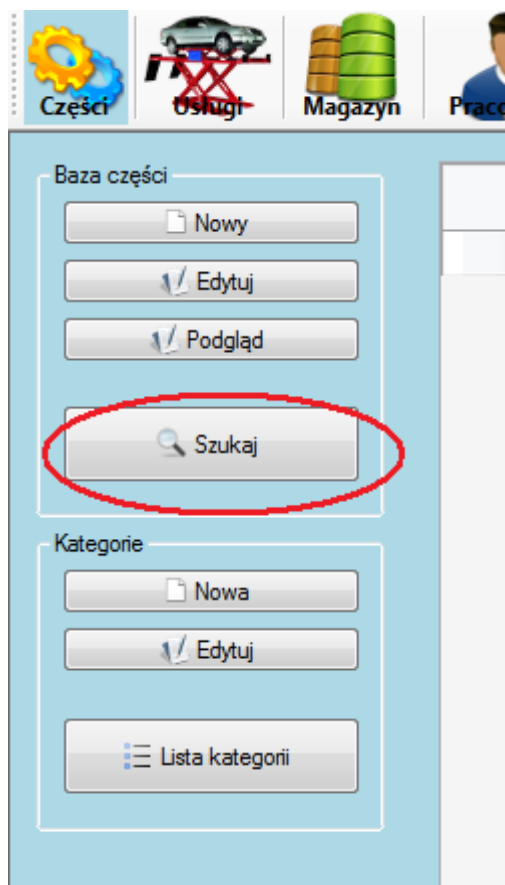 Części Usługi Magazyn
Baza części
Nowy
Edytuj
Podgląd
Szukaj
Kategorie
Nowa
Edytuj
Lista kategorii